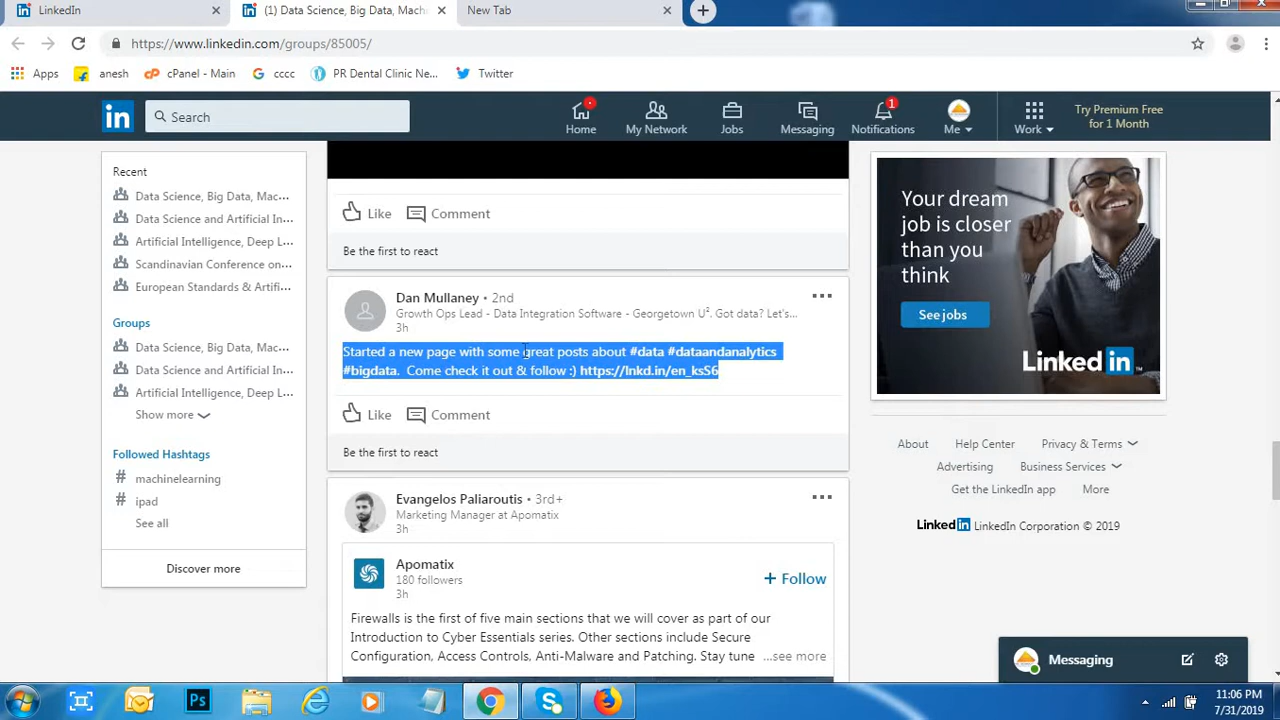 LinkedIn
(1) Data Science, Big Data, Mach
New Tab
https://www.linkedin.com/groups/85005/
Apps
anesh
cPanel - Main
cccc
PR Dental Clinic Ne...
Twitter
in
Search
Home
My Network
Jobs
Messaging
1
Notifications
Me
Work
Try Premium Free
for 1 Month
Recent
Data Science, Big Data, Mac...
Data Science and Artificial In...
Artificial Intelligence, Deep L...
Scandinavian Conference on...
European Standards & Artifi...
Groups
Data Science, Big Data, Mac...
Data Science and Artificial In...
Artificial Intelligence, Deep L...
Show more
Followed Hashtags
# machinelearning
# ipad
See all
Discover more
Like Comment
Be the first to react
Dan Mullaney • 2nd
Growth Ops Lead - Data Integration Software - Georgetown U². Got data? Let's...
3h
Started a new page with some great posts about #data #dataandanalytics
#bigdata. Come check it out & follow :) https://lnkd.in/en_ksS6
Like Comment
Be the first to react
Evangelos Paliaroutis • 3rd+
Marketing Manager at Apomatix
3h
Apomatix
180 followers
3h
+ Follow
Firewalls is the first of five main sections that we will cover as part of our
Introduction to Cyber Essentials series. Other sections include Secure
Configuration, Access Controls, Anti-Malware and Patching. Stay tune ...see more
Your dream
job is closer
than you
think
See jobs
Linked in
About Help Center Privacy & Terms
Advertising Business Services
Get the LinkedIn app More
Linked in LinkedIn Corporation © 2019
Messaging
Ps
11:06 PM
7/31/2019